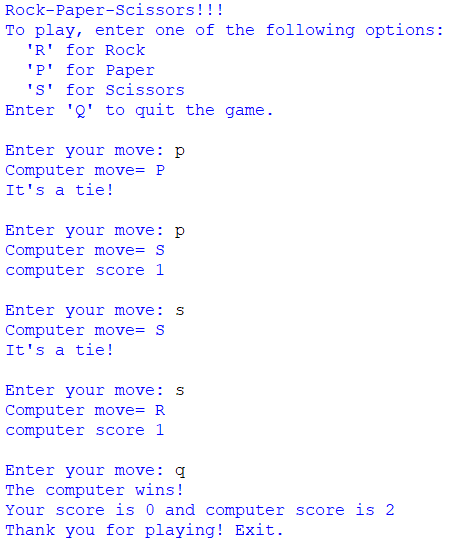 Rock-Paper-Scissors!!!
To play, enter one of the following options:
  'R' for Rock
  'P' for Paper
  'S' for Scissors
Enter 'Q' to quit the game.

Enter your move: p
Computer move= P
It's a tie!

Enter your move: p
Computer move= S
computer score 1

Enter your move: s
Computer move= S
It's a tie!

Enter your move: s
Computer move= R
computer score 1

Enter your move: q
The computer wins!
Your score is 0 and computer score is 2
Thank you for playing! Exit.